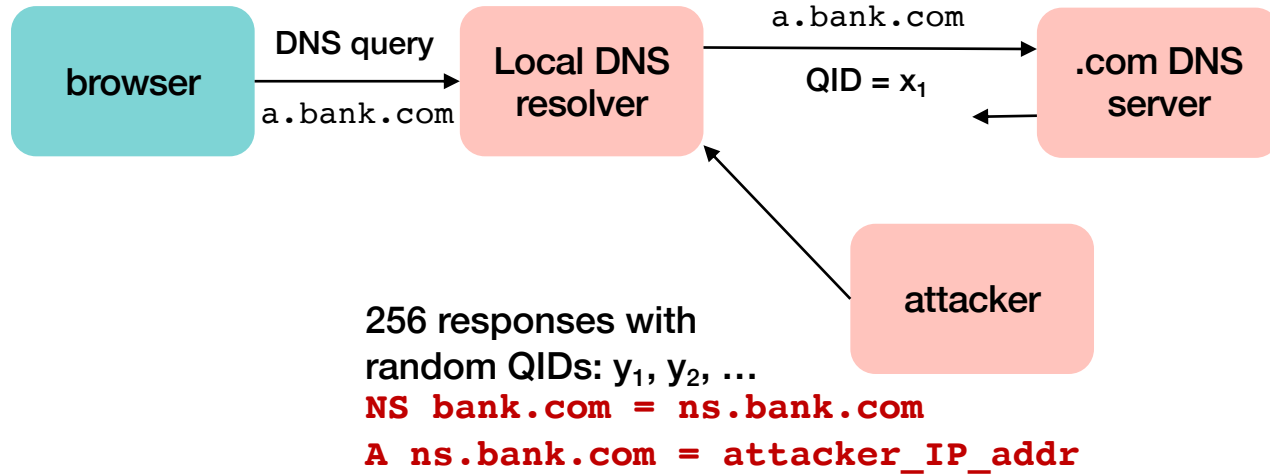 browser
DNS query
a.bank.com
Local DNS
resolver
a.bank.com
QID = x₁
.com DNS
server
attacker
256 responses with
random QIDs: y₁, y₂, …
NS bank.com = ns.bank.com
A ns.bank.com = attacker_IP_addr